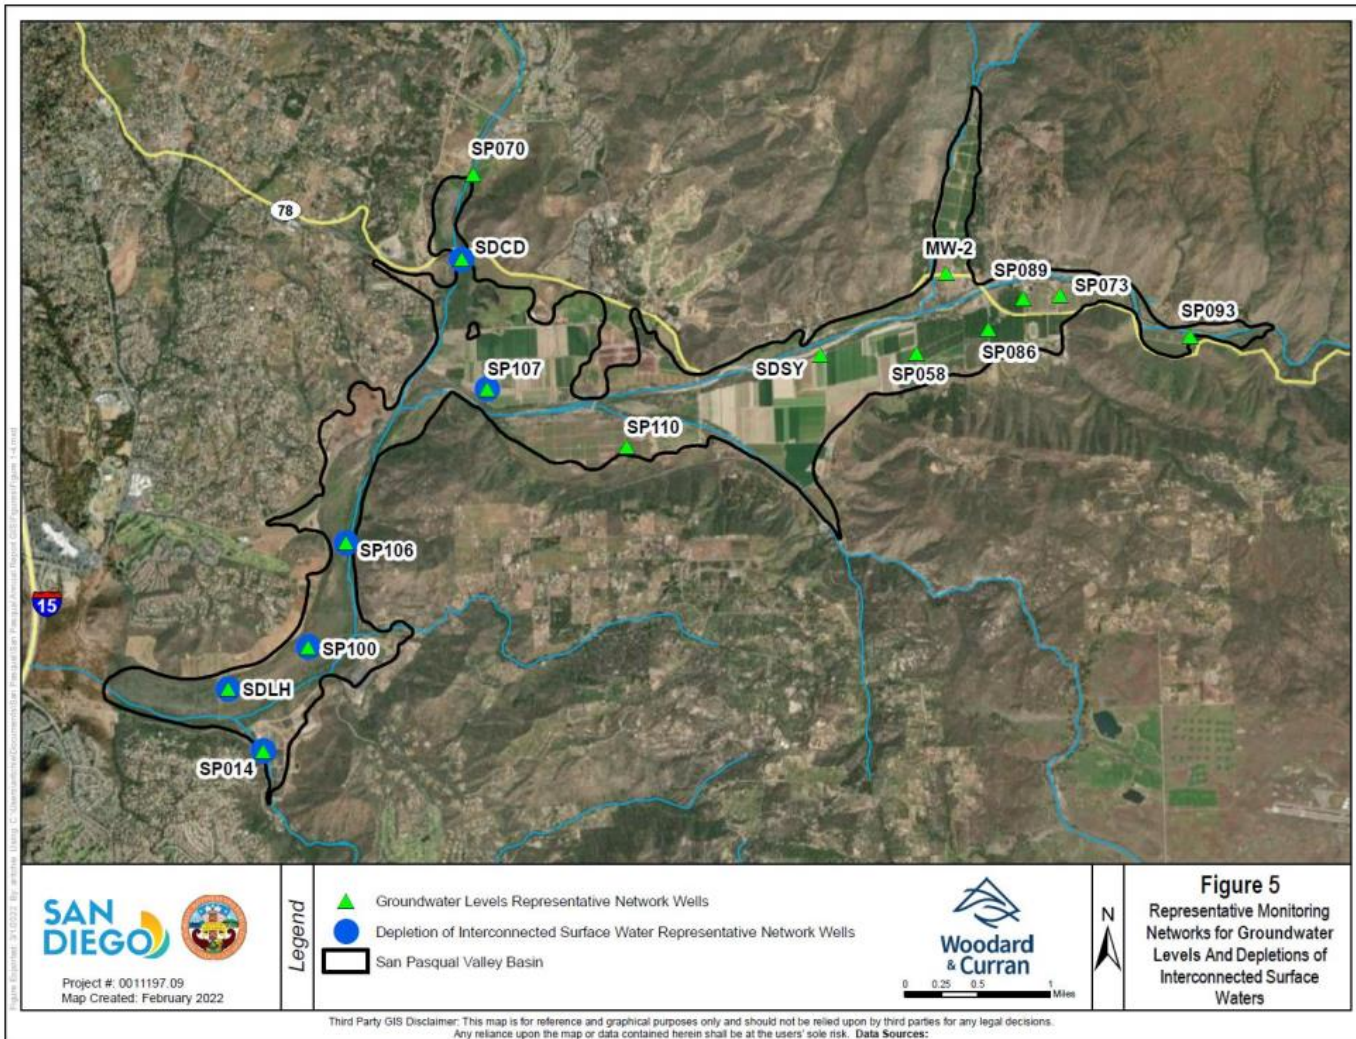 SP070
78
SDCD
MW-2
SP089
SP073
SP093
SP107
SDSY
SP058
SP086
SP110
SP106
15
SP100
SDLH
SP014
SAN
DIEGO
Project #: 0011197.09
Map Created: February 2022
Legend
Groundwater Levels Representative Network Wells
Depletion of Interconnected Surface Water Representative Network Wells
San Pasqual Valley Basin
Woodard
& Curran
0 0.25 0.5 1
Miles
N
Figure 5
Representative Monitoring
Networks for Groundwater
Levels And Depletions of
Interconnected Surface
Waters
Third Party GIS Disclaimer: This map is for reference and graphical purposes only and should not be relied upon by third parties for any legal decisions.
Any reliance upon the map or data contained herein shall be at the users' sole risk. Data Sources: